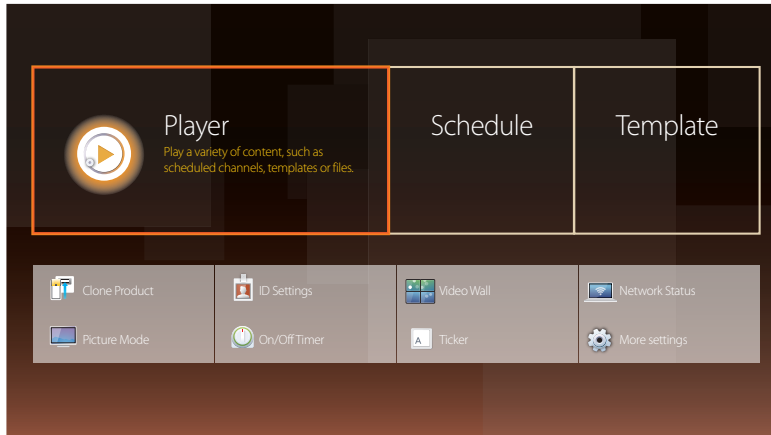 Player
Play a variety of content, such as
scheduled channels, templates or files.
Schedule
Template
Clone Product
ID Settings
Video Wall
Network Status
Picture Mode
On/Off Timer
A
Ticker
More settings